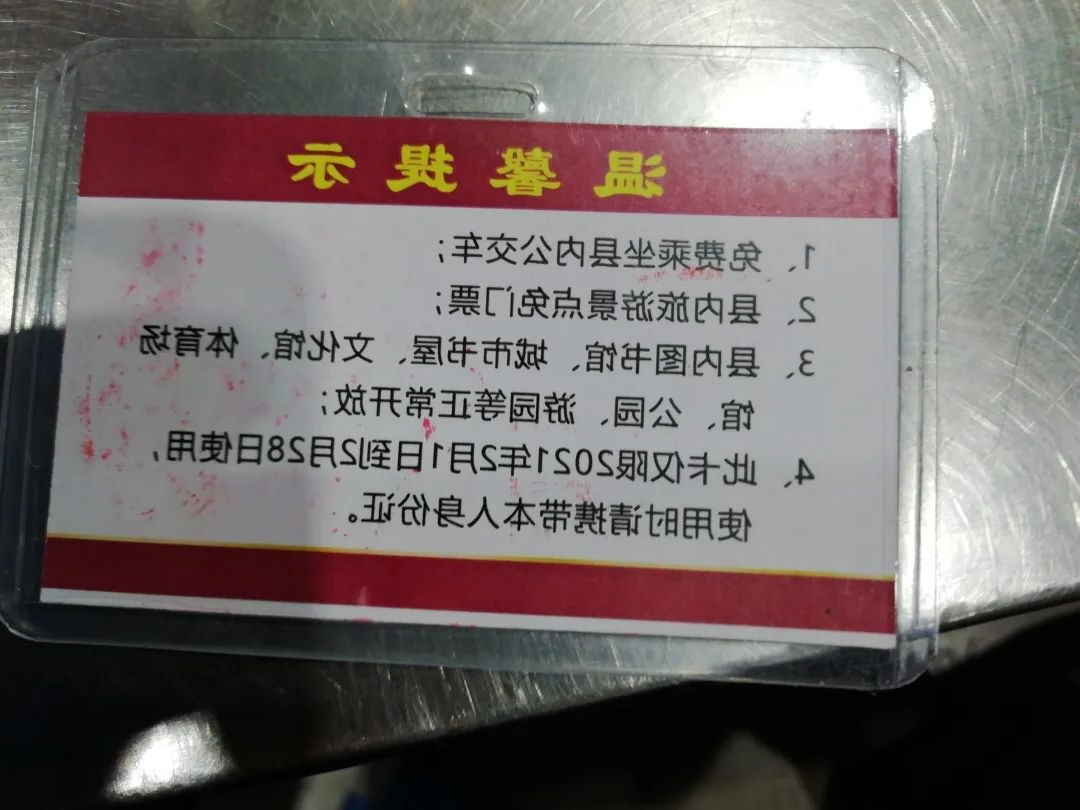 温馨提示
1、免费乘坐县内公交车；
2、县内旅游景点免门票；
3、县内图书馆、城市书屋、文化馆、体育场
馆、公园、游园等正常开放；
4、此卡仅限2021年2月1日到2月28日使用，
使用时请携带本人身份证。